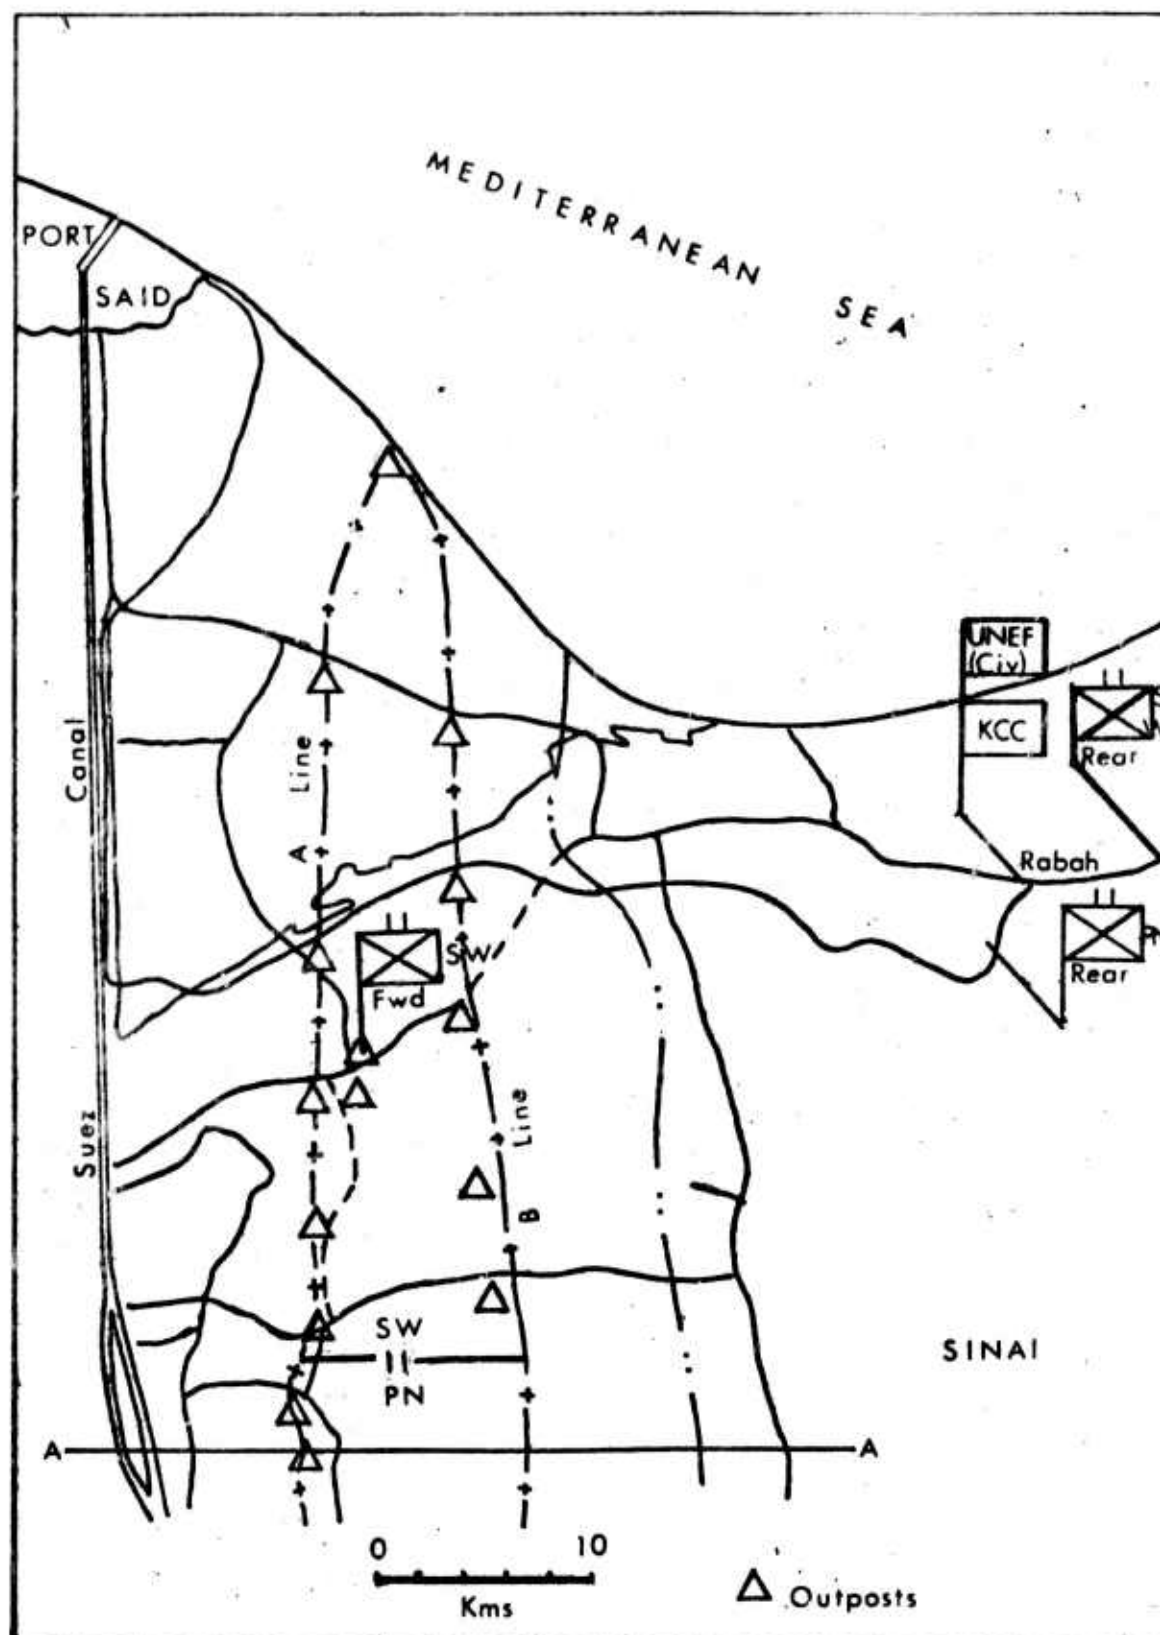 MEDITERRANEAN SEA
PORT
SAID
UNEF
(Civ)
KCC
Rear
Canal
Line
A
Rabah
SW
Fwd
Rear
Suez
Line
B
SW
PN
SINAI
A A
0 10
Kms
Outposts